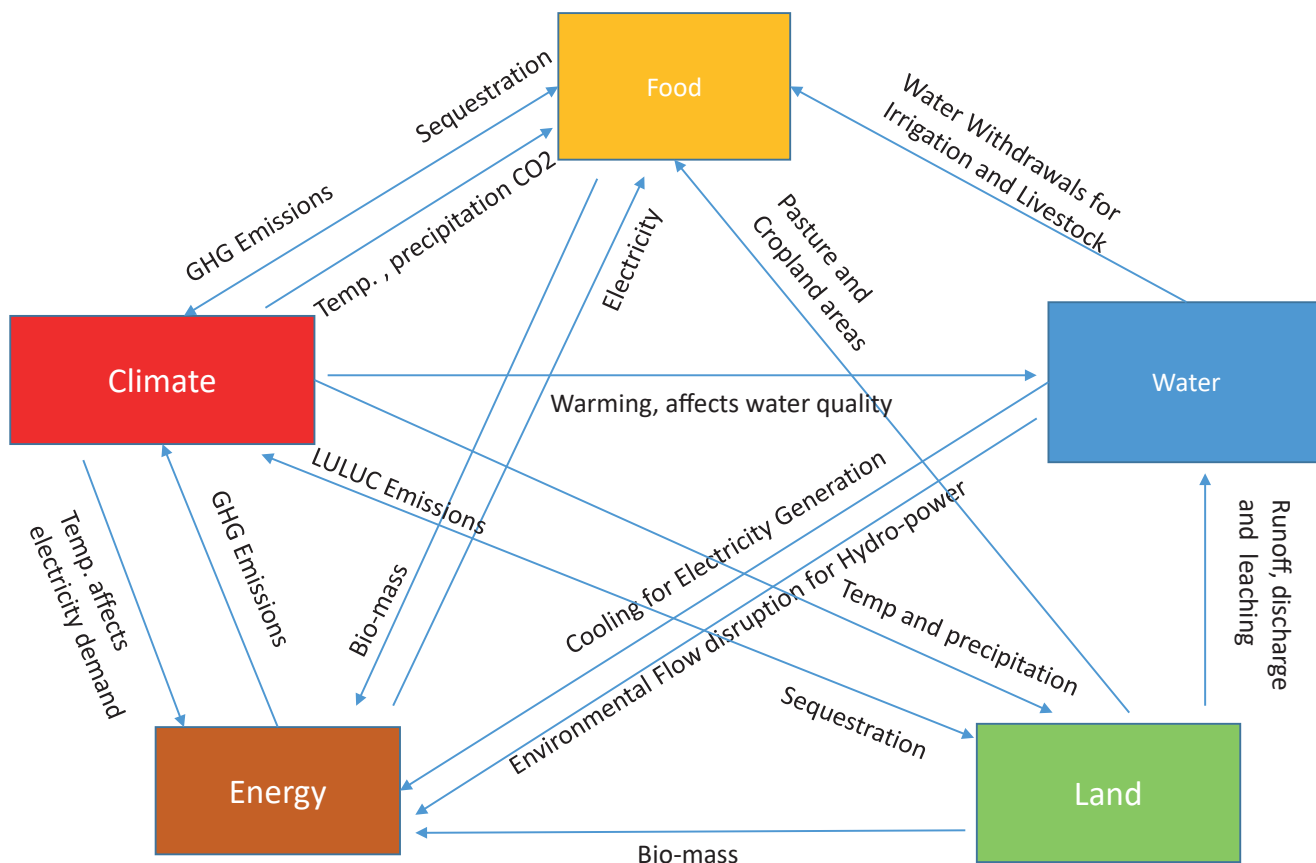 Food
Sequestration
GHG Emissions
Temp. , precipitation CO2
Electricity
Pasture and
Cropland areas
Water Withdrawals for
Irrigation and Livestock
Climate
Water
Warming, affects water quality
LULUC Emissions
Temp. affects
electricity demand
GHG Emissions
Bio-mass
Cooling for Electricity Generation
Environmental Flow disruption for Hydro-power
Temp and precipitation
Sequestration
Runoff, discharge
and leaching
Energy
Land
Bio-mass